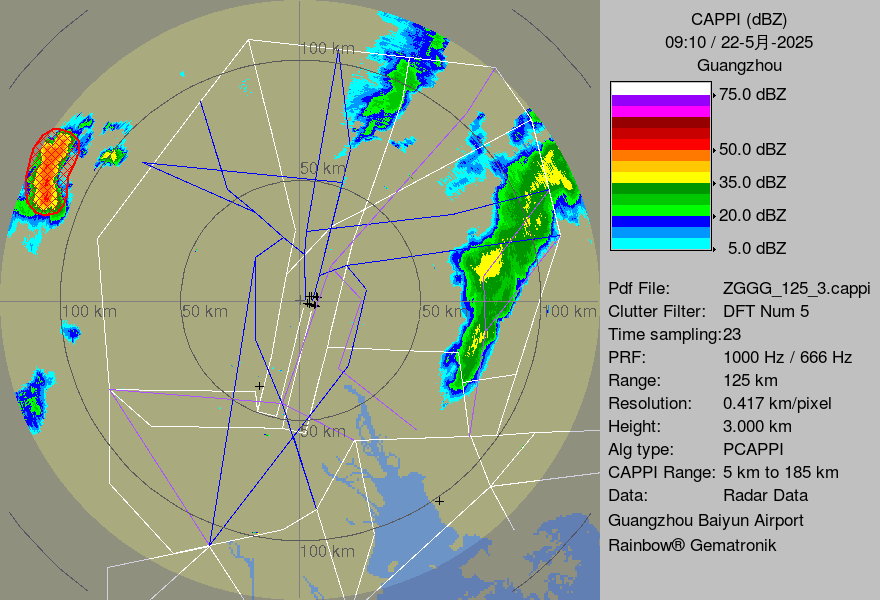 CAPPI (dBZ)
09:10 / 22-5月-2025
Guangzhou
75.0 dBZ
50.0 dBZ
35.0 dBZ
20.0 dBZ
5.0 dBZ
Pdf File: ZGGG_125_3.cappi
Clutter Filter: DFT Num 5
Time sampling:23
PRF: 1000 Hz / 666 Hz
Range: 125 km
Resolution: 0.417 km/pixel
Height: 3.000 km
Alg type: PCAPPI
CAPPI Range: 5 km to 185 km
Data: Radar Data
Guangzhou Baiyun Airport
Rainbow® Gematronik
100 km
50 km
100 km
50 km
50 km
100 km
50 km
100 km